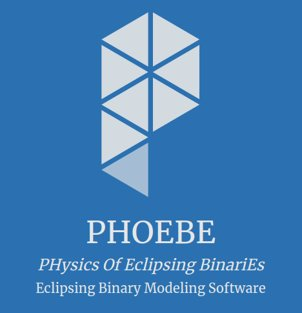 PHOEBE
PHysics Of Eclipsing BinariEs
Eclipsing Binary Modeling Software